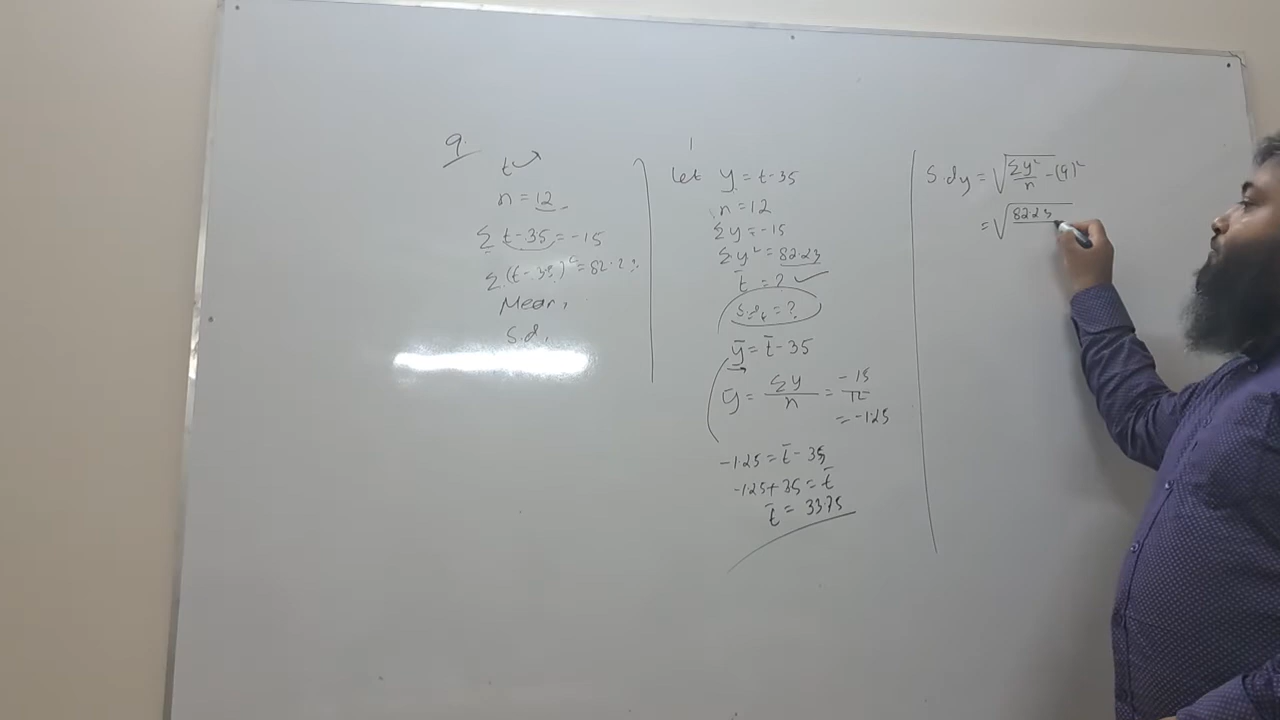 9.
t
n = 12
Σ t-35 = -15
Σ(t-35)² = 82.23
Mean,
S.d,
let y = t-35
n = 12
Σy = -15
Σy² = 82.23
t̄ = ? ✓
S.dₜ = ?
ȳ = t̄ - 35
ȳ = Σy/n = -15/12
= -1.25
-1.25 = t̄ - 35
-1.25 + 35 = t̄
t̄ = 33.75
S.dy = √(Σy²/n - (ȳ)²
= √82.23